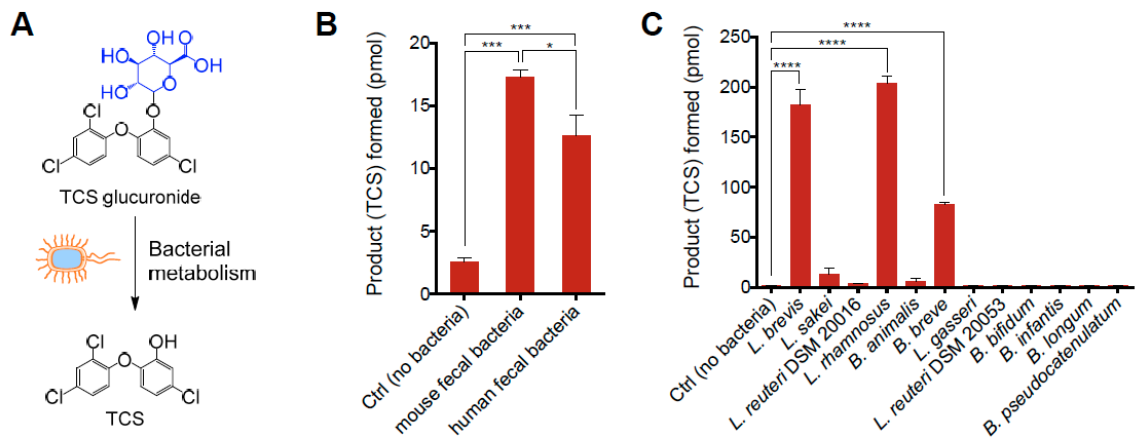 A
HO
OH
O
HO
OH
HO
O
Cl
O
O
Cl
Cl
TCS glucuronide
Bacterial
metabolism
Cl
O
OH
Cl
Cl
TCS
B
Product (TCS) formed (pmol)
20
15
10
5
0
***
***
*
Ctrl (no bacteria)
mouse fecal bacteria
human fecal bacteria
C
Product (TCS) formed (pmol)
250
200
150
100
50
0
****
****
****
Ctrl (no bacteria)
L. brevis
L. sakei
L. reuteri DSM 20016
L. rhamnosus
B. animalis
B. breve
L. gasseri
L. reuteri DSM 20053
B. bifidum
B. infantis
B. longum
B. pseudocatenulatum